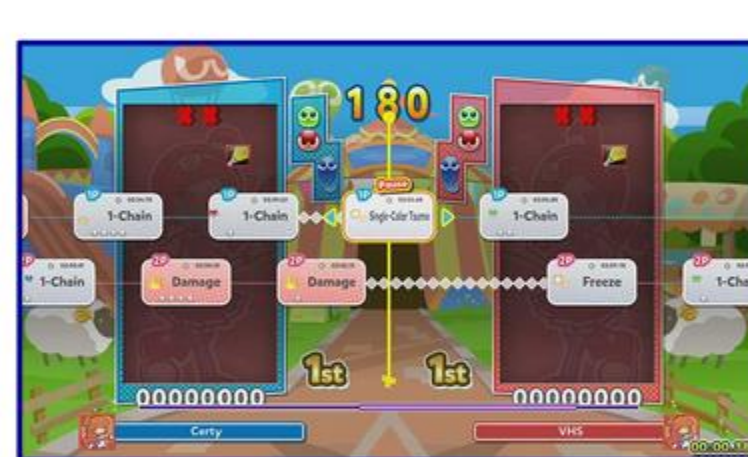 180
Pause
1P 1-Chain
1P 1-Chain
1P Single-Color Tsumo
1P 1-Chain
2P 1-Chain
2P Damage
2P Damage
2P Freeze
2P 1-Cha
1st
1st
00000000
00000000
Certy
VHS